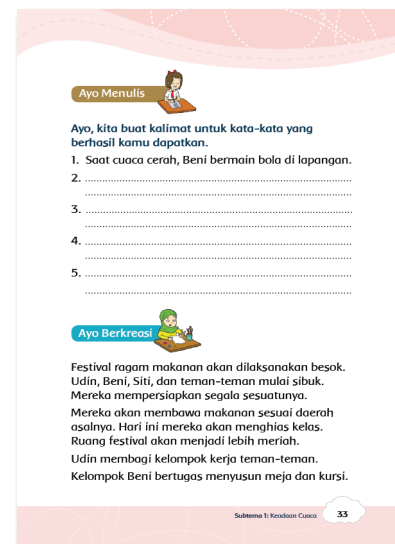 Ayo Menulis
Ayo, kita buat kalimat untuk kata-kata yang
berhasil kamu dapatkan.
1. Saat cuaca cerah, Beni bermain bola di lapangan.
2. ..........................................................................
..........................................................................
3. ..........................................................................
..........................................................................
4. ..........................................................................
..........................................................................
5. ..........................................................................
..........................................................................
Ayo Berkreasi
Festival ragam makanan akan dilaksanakan besok.
Udin, Beni, Siti, dan teman-teman mulai sibuk.
Mereka mempersiapkan segala sesuatunya.
Mereka akan membawa makanan sesuai daerah
asalnya. Hari ini mereka akan menghias kelas.
Ruang festival akan menjadi lebih meriah.
Udin membagi kelompok kerja teman-teman.
Kelompok Beni bertugas menyusun meja dan kursi.
Subtema 1: Keadaan Cuaca 33